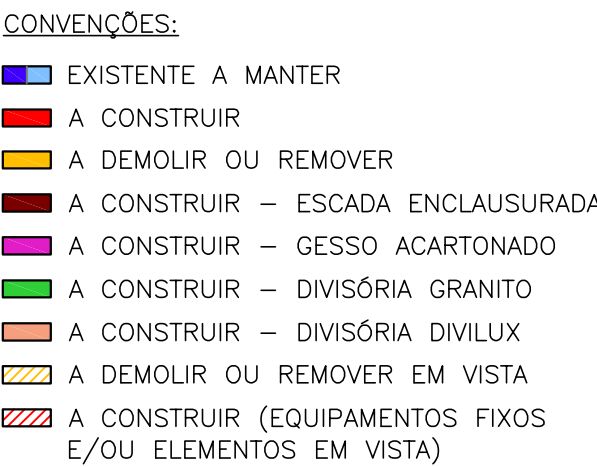 CONVENÇÕES:
EXISTENTE A MANTER
A CONSTRUIR
A DEMOLIR OU REMOVER
A CONSTRUIR – ESCADA ENCLAUSURADA
A CONSTRUIR – GESSO ACARTONADO
A CONSTRUIR – DIVISÓRIA GRANITO
A CONSTRUIR – DIVISÓRIA DIVILUX
A DEMOLIR OU REMOVER EM VISTA
A CONSTRUIR (EQUIPAMENTOS FIXOS
E/OU ELEMENTOS EM VISTA)